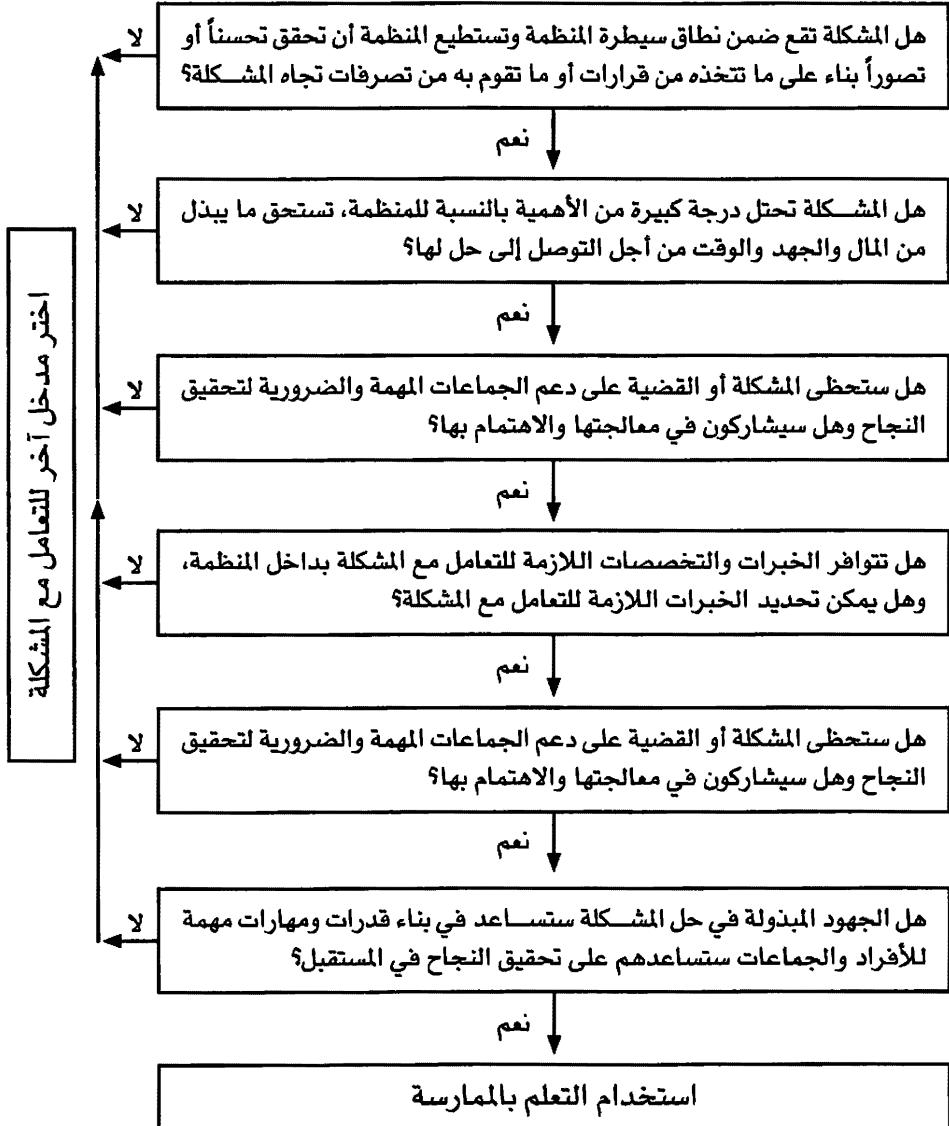 هل المشكلة تقع ضمن نطاق سيطرة المنظمة وتستطيع المنظمة أن تحقق تحسناً أو
تصوراً بناء على ما تتخذه من قرارات أو ما تقوم به من تصرفات تجاه المشكلة؟
لا
نعم
هل المشكلة تحتل درجة كبيرة من الأهمية بالنسبة للمنظمة، تستحق ما يبذل
من المال والجهد والوقت من أجل التوصل إلى حل لها؟
لا
نعم
هل ستحظى المشكلة أو القضية على دعم الجماعات المهمة والضرورية لتحقيق
النجاح وهل سيشاركون في معالجتها والاهتمام بها؟
لا
نعم
هل تتوافر الخبرات والتخصصات اللازمة للتعامل مع المشكلة بداخل المنظمة،
وهل يمكن تحديد الخبرات اللازمة للتعامل مع المشكلة؟
لا
نعم
هل ستحظى المشكلة أو القضية على دعم الجماعات المهمة والضرورية لتحقيق
النجاح وهل سيشاركون في معالجتها والاهتمام بها؟
لا
نعم
هل الجهود المبذولة في حل المشكلة ستساعد في بناء قدرات ومهارات مهمة
للأفراد والجماعات ستساعدهم على تحقيق النجاح في المستقبل؟
لا
نعم
استخدام التعلم بالممارسة
اختر مدخل آخر للتعامل مع المشكلة